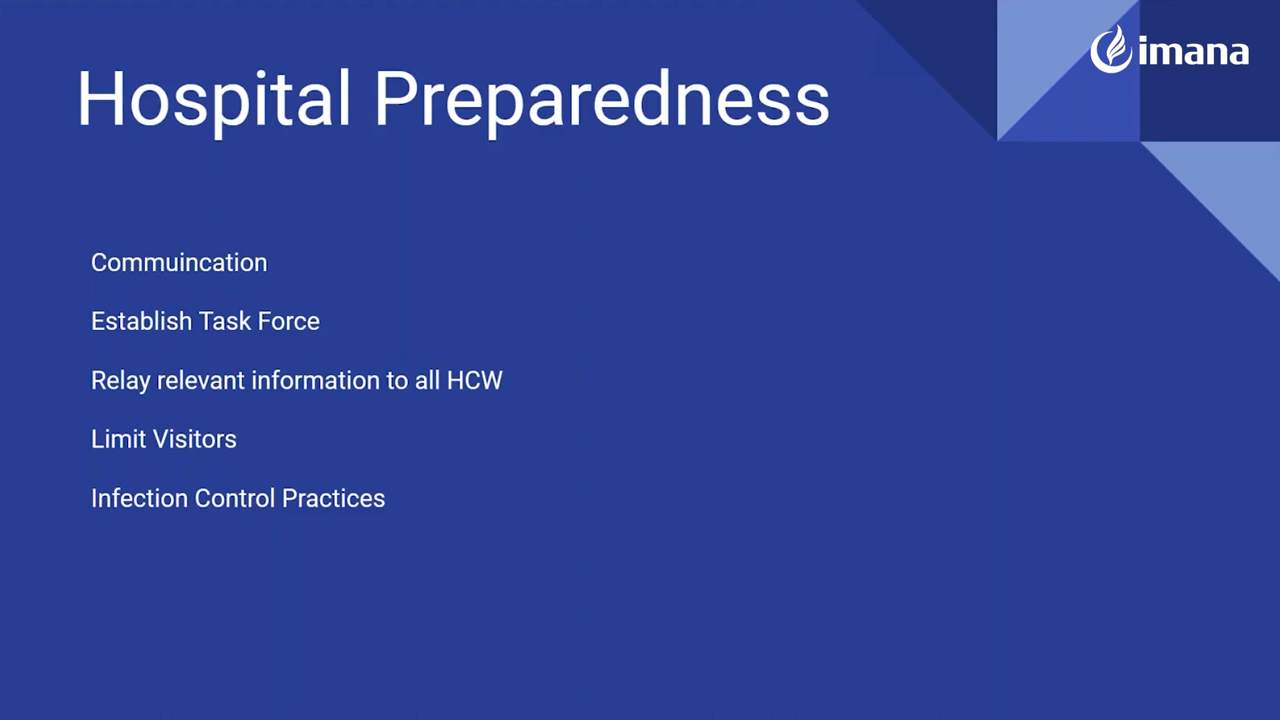 imana
Hospital Preparedness
Commuincation
Establish Task Force
Relay relevant information to all HCW
Limit Visitors
Infection Control Practices